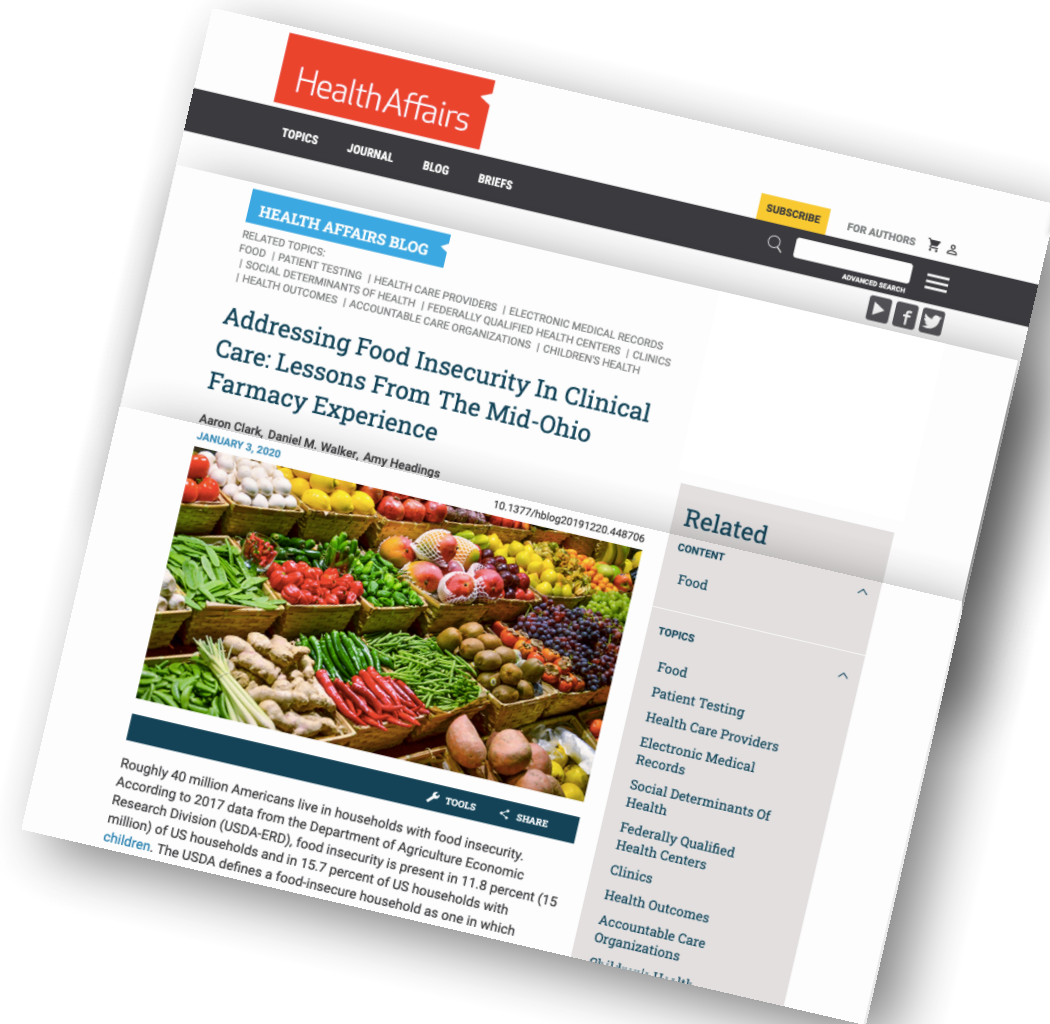 HealthAffairs
TOPICS
JOURNAL
BLOG
BRIEFS
SUBSCRIBE
FOR AUTHORS
ADVANCED SEARCH
HEALTH AFFAIRS BLOG
RELATED TOPICS:
FOOD | PATIENT TESTING | HEALTH CARE PROVIDERS | ELECTRONIC MEDICAL RECORDS
| SOCIAL DETERMINANTS OF HEALTH | FEDERALLY QUALIFIED HEALTH CENTERS | CLINICS
| HEALTH OUTCOMES | ACCOUNTABLE CARE ORGANIZATIONS | CHILDREN'S HEALTH
Addressing Food Insecurity In Clinical
Care: Lessons From The Mid-Ohio
Farmacy Experience
Aaron Clark, Daniel M. Walker, Amy Headings
JANUARY 3, 2020
10.1377/hblog20191220.448706
TOOLS
SHARE
Roughly 40 million Americans live in households with food insecurity.
According to 2017 data from the Department of Agriculture Economic
Research Division (USDA-ERD), food insecurity is present in 11.8 percent (15
million) of US households and in 15.7 percent of US households with
children. The USDA defines a food-insecure household as one in which
Related
CONTENT
Food
TOPICS
Food
Patient Testing
Health Care Providers
Electronic Medical
Records
Social Determinants Of
Health
Federally Qualified
Health Centers
Clinics
Health Outcomes
Accountable Care
Organizations
Children's Health